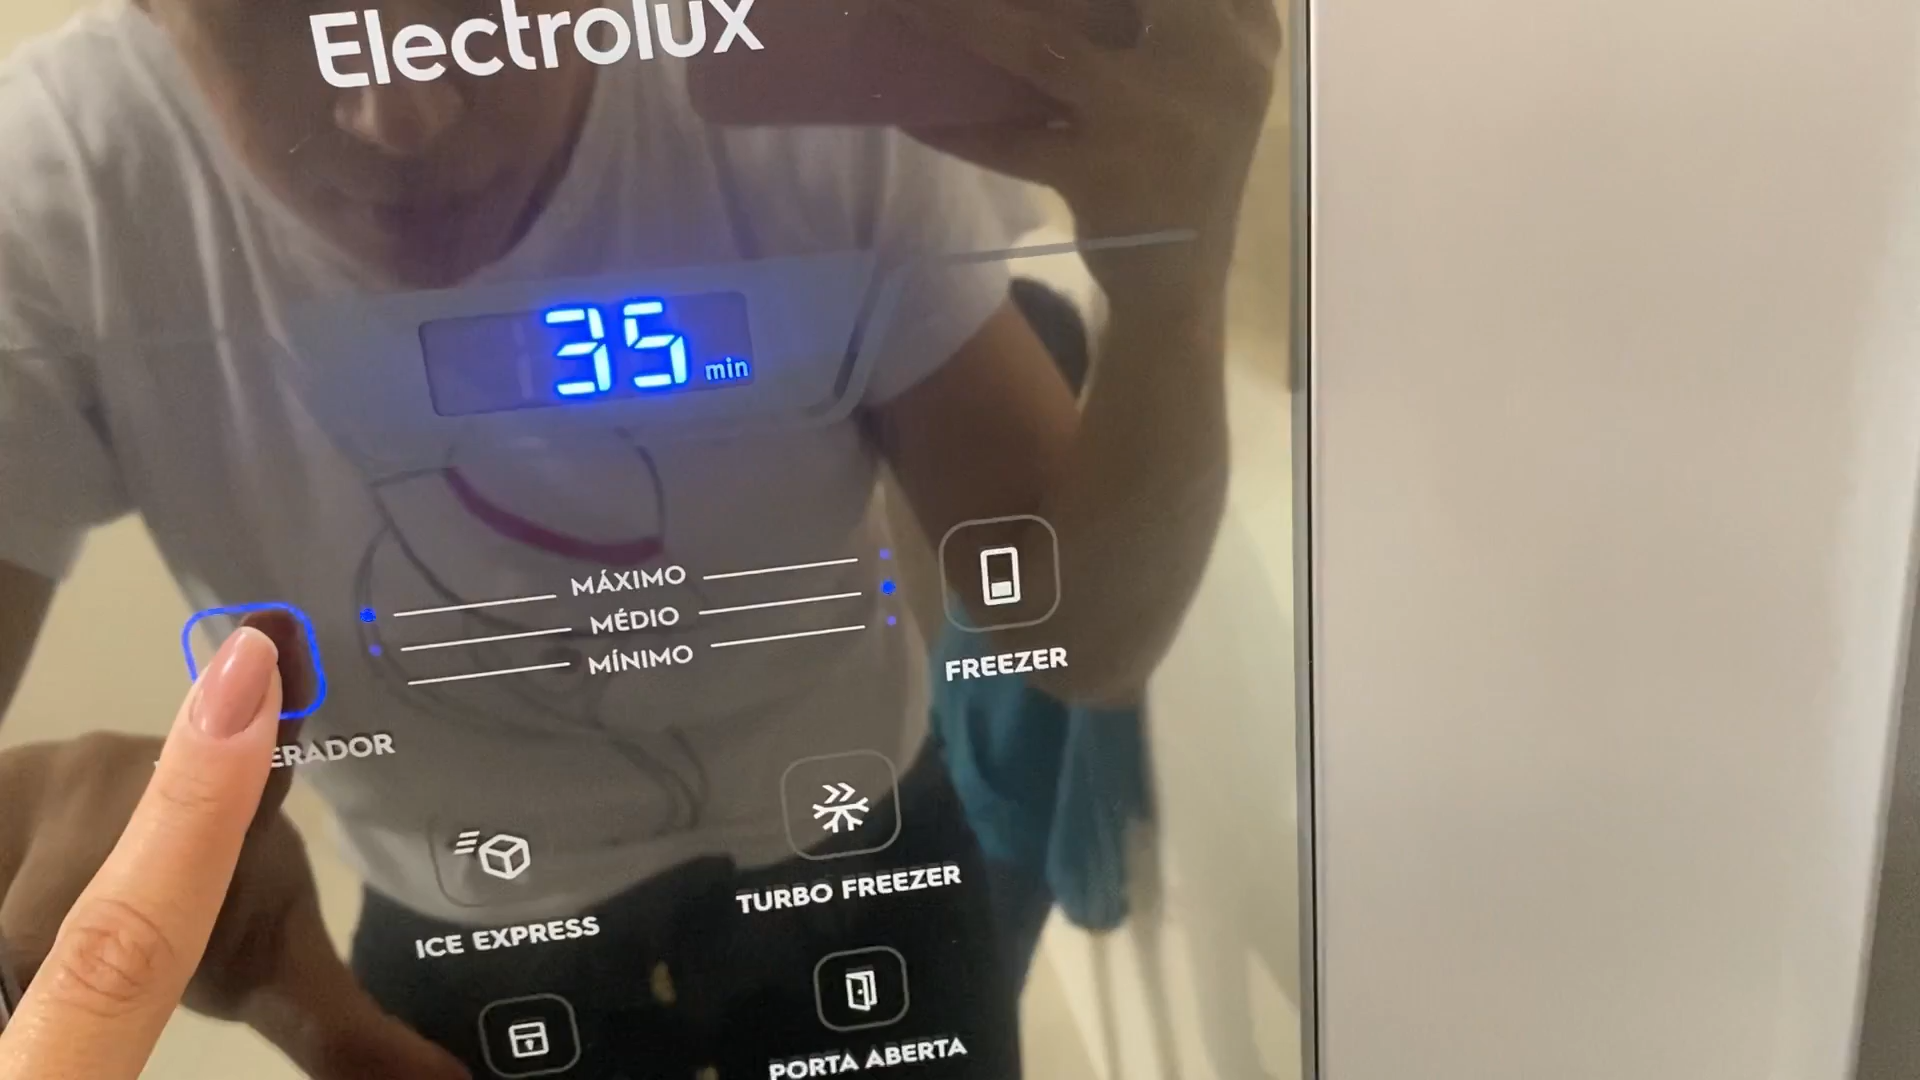 Electrolux
35 min
MÁXIMO
MÉDIO
MÍNIMO
FREEZER
ERADOR
TURBO FREEZER
ICE EXPRESS
PORTA ABERTA